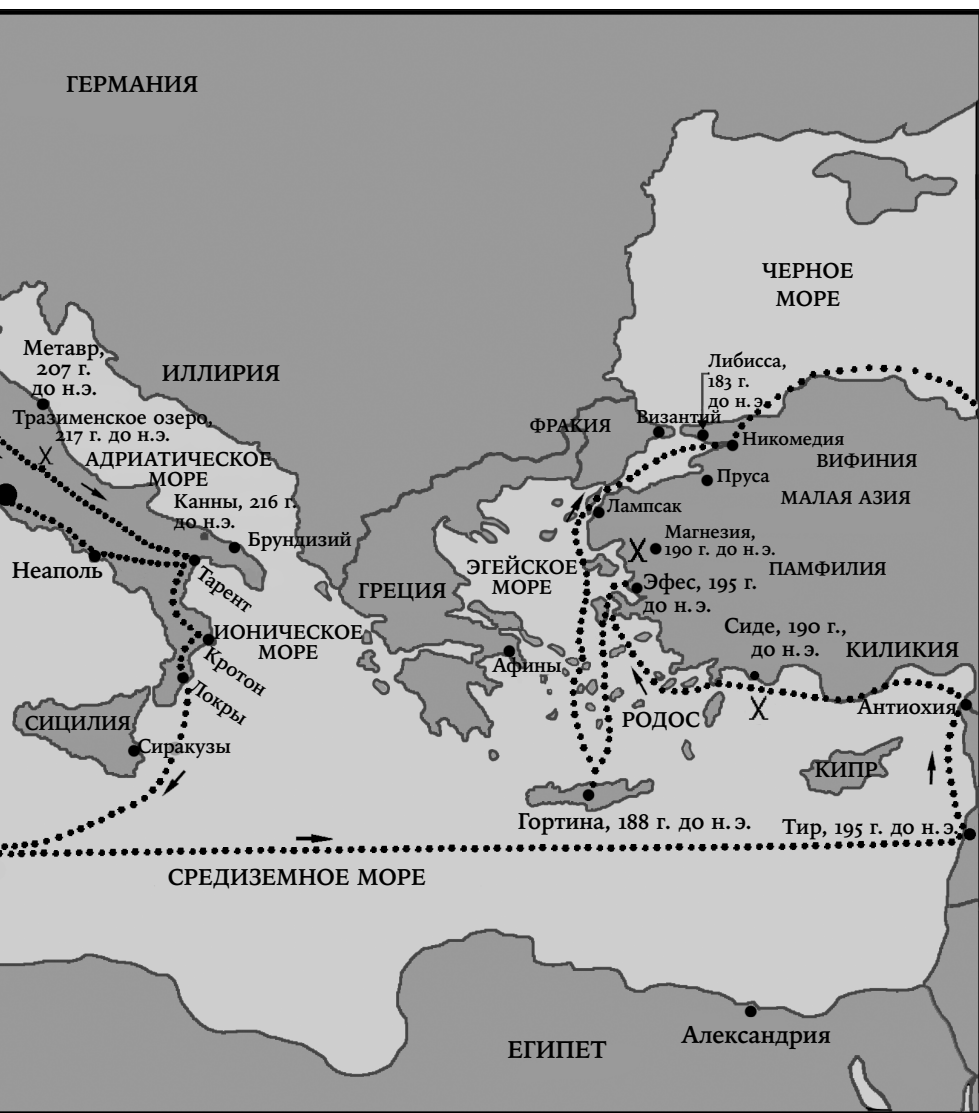 ГЕРМАНИЯ
ЧЕРНОЕ
МОРЕ
Метавр,
207 г.
до н.э.
ИЛЛИРИЯ
Либисса,
183 г.
до н.э.
Тразименское озеро,
217 г. до н.э.
ФРАКИЯ
Византий
Никомедия
АДРИАТИЧЕСКОЕ
МОРЕ
ВИФИНИЯ
Пруса
Канны, 216 г.
до н.э.
МАЛАЯ АЗИЯ
Лампсак
Брундизий
Магнезия,
190 г. до н.э.
Неаполь
ЭГЕЙСКОЕ
МОРЕ
ПАМФИЛИЯ
Тарент
ГРЕЦИЯ
Эфес, 195 г.
до н.э.
Сиде, 190 г.,
до н.э.
ИОНИЧЕСКОЕ
МОРЕ
КИЛИКИЯ
Афины
Кротон
Локры
СИЦИЛИЯ
РОДОС
Антиохия
Сиракузы
КИПР
Гортина, 188 г. до н.э.
Тир, 195 г. до н.э.
СРЕДИЗЕМНОЕ МОРЕ
Александрия
ЕГИПЕТ